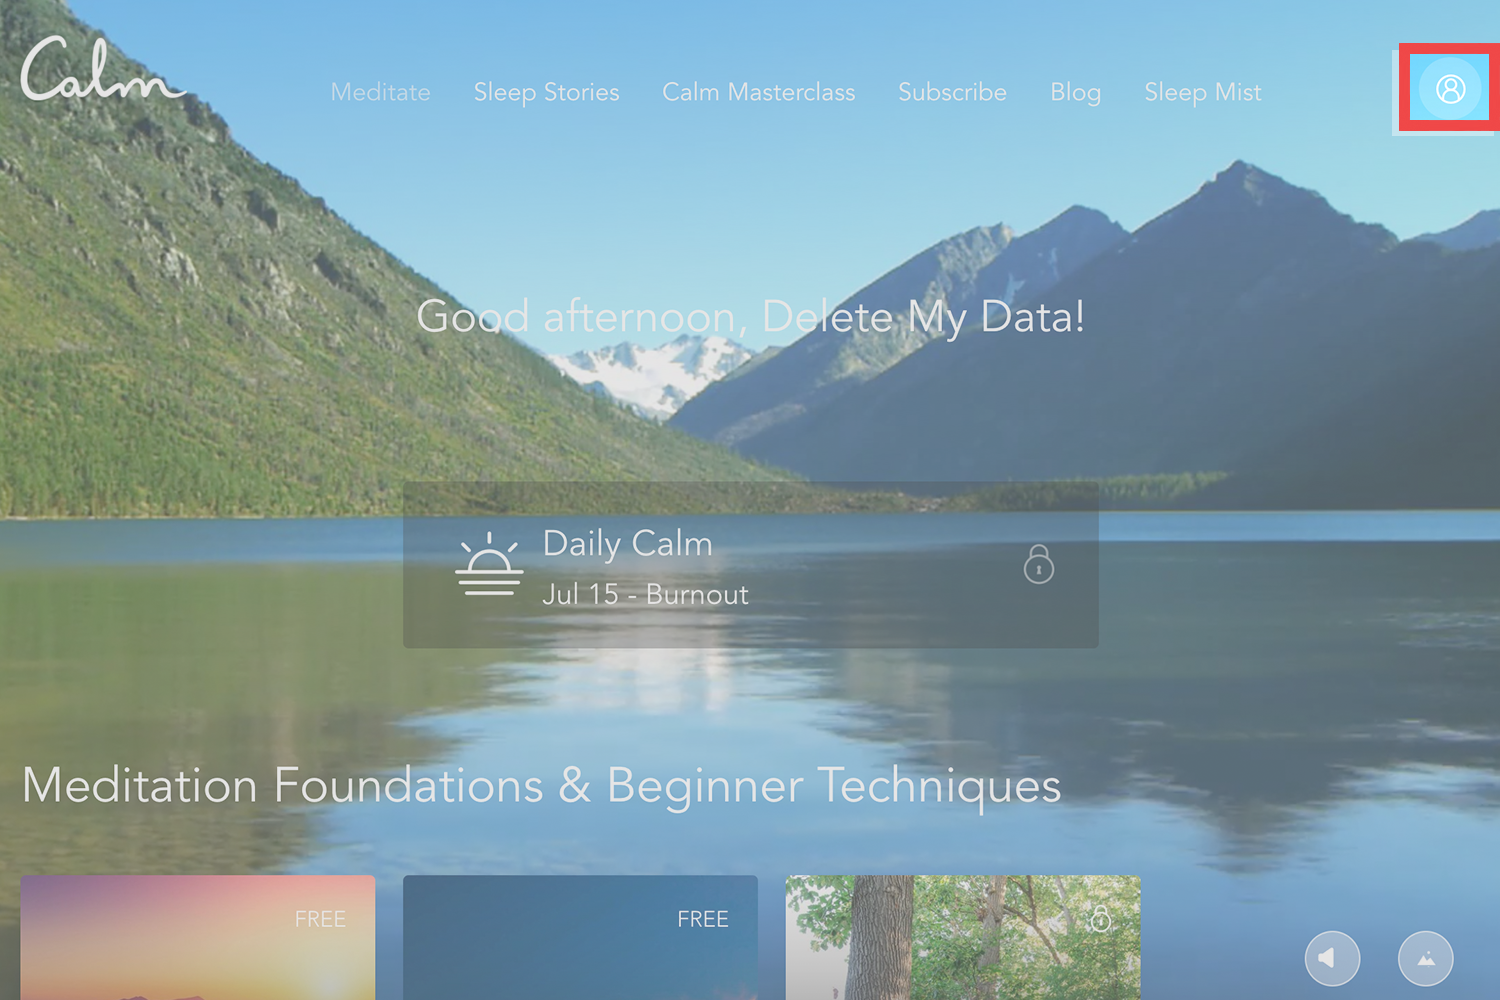 Calm
Meditate Sleep Stories Calm Masterclass Subscribe Blog Sleep Mist
Good afternoon, Delete My Data!
Daily Calm
Jul 15 - Burnout
Meditation Foundations & Beginner Techniques
FREE FREE